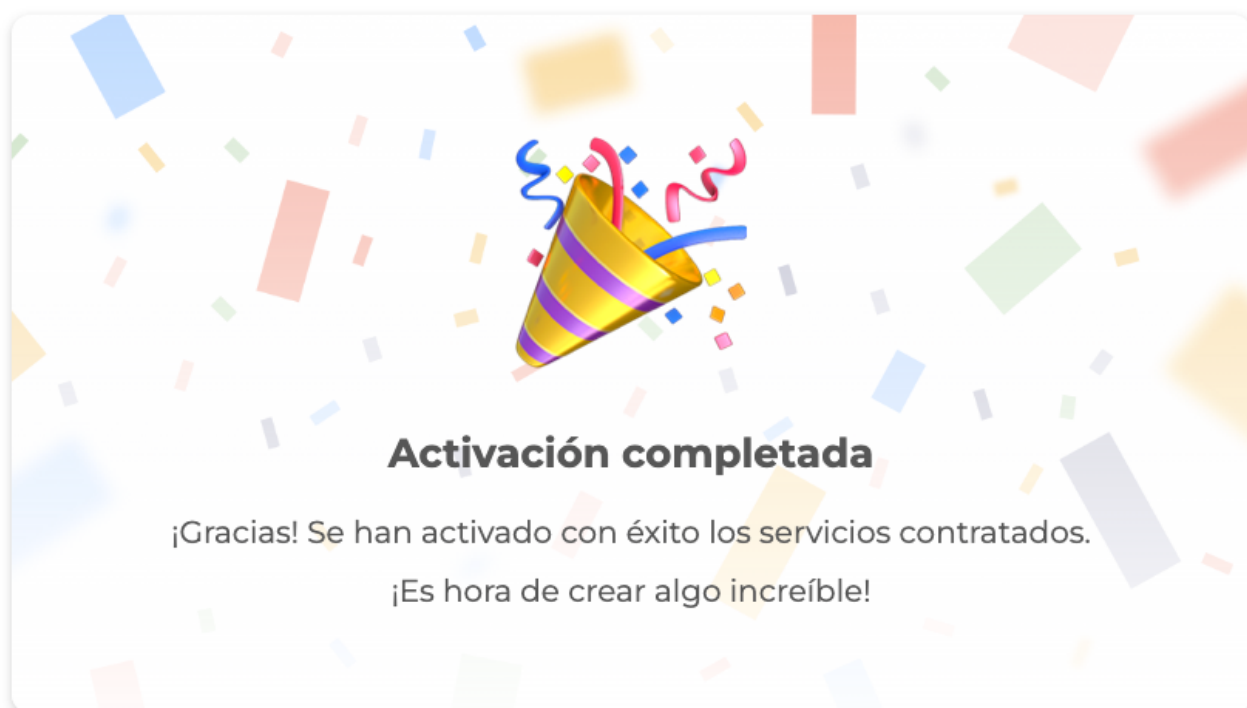 Activación completada
¡Gracias! Se han activado con éxito los servicios contratados.
¡Es hora de crear algo increíble!